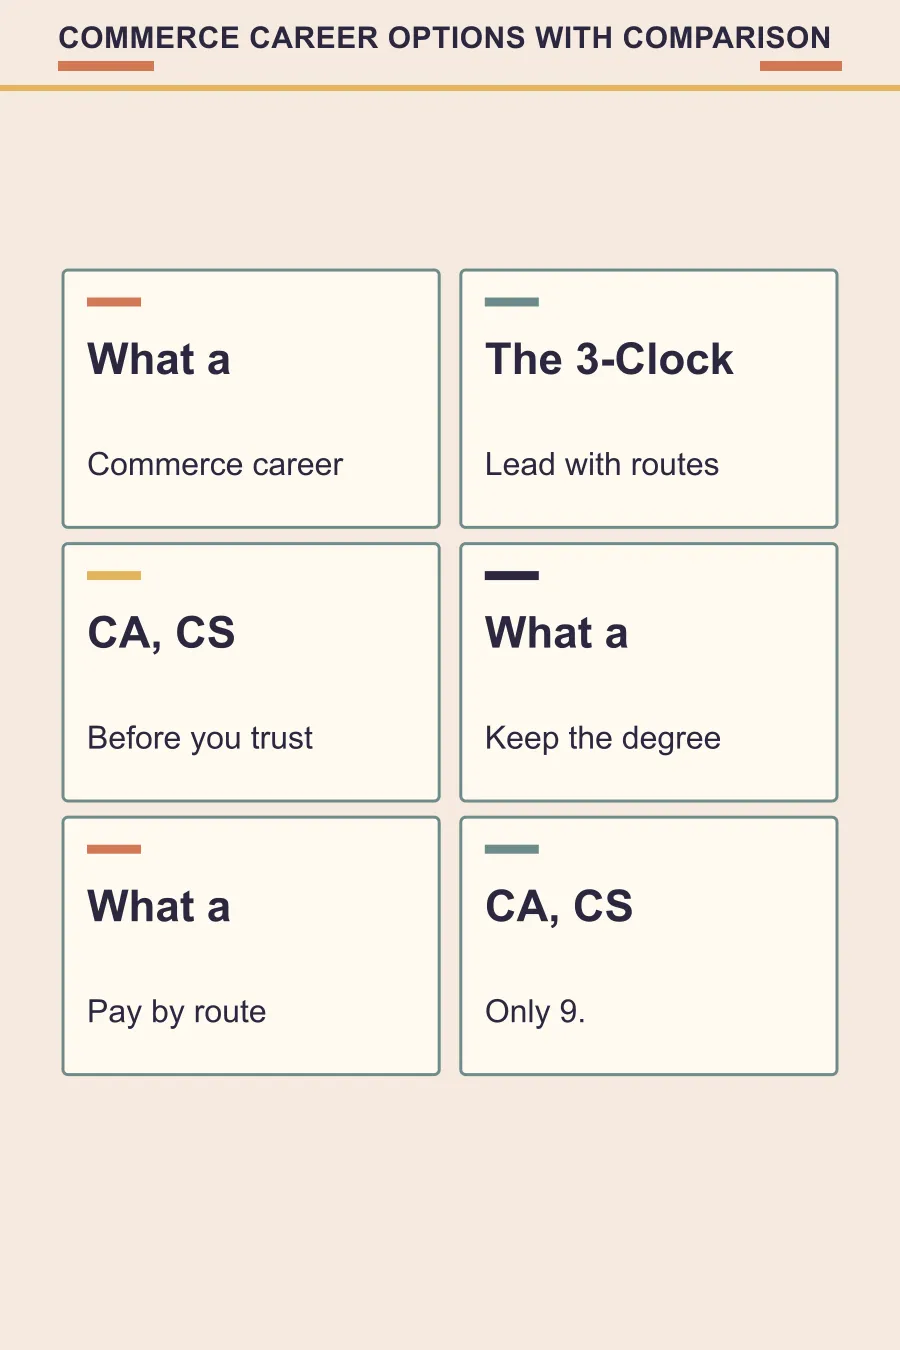 COMMERCE CAREER OPTIONS WITH COMPARISON
What a
Commerce career
The 3-Clock
Lead with routes
CA, CS
Before you trust
What a
Keep the degree
What a
Pay by route
CA, CS
Only 9.